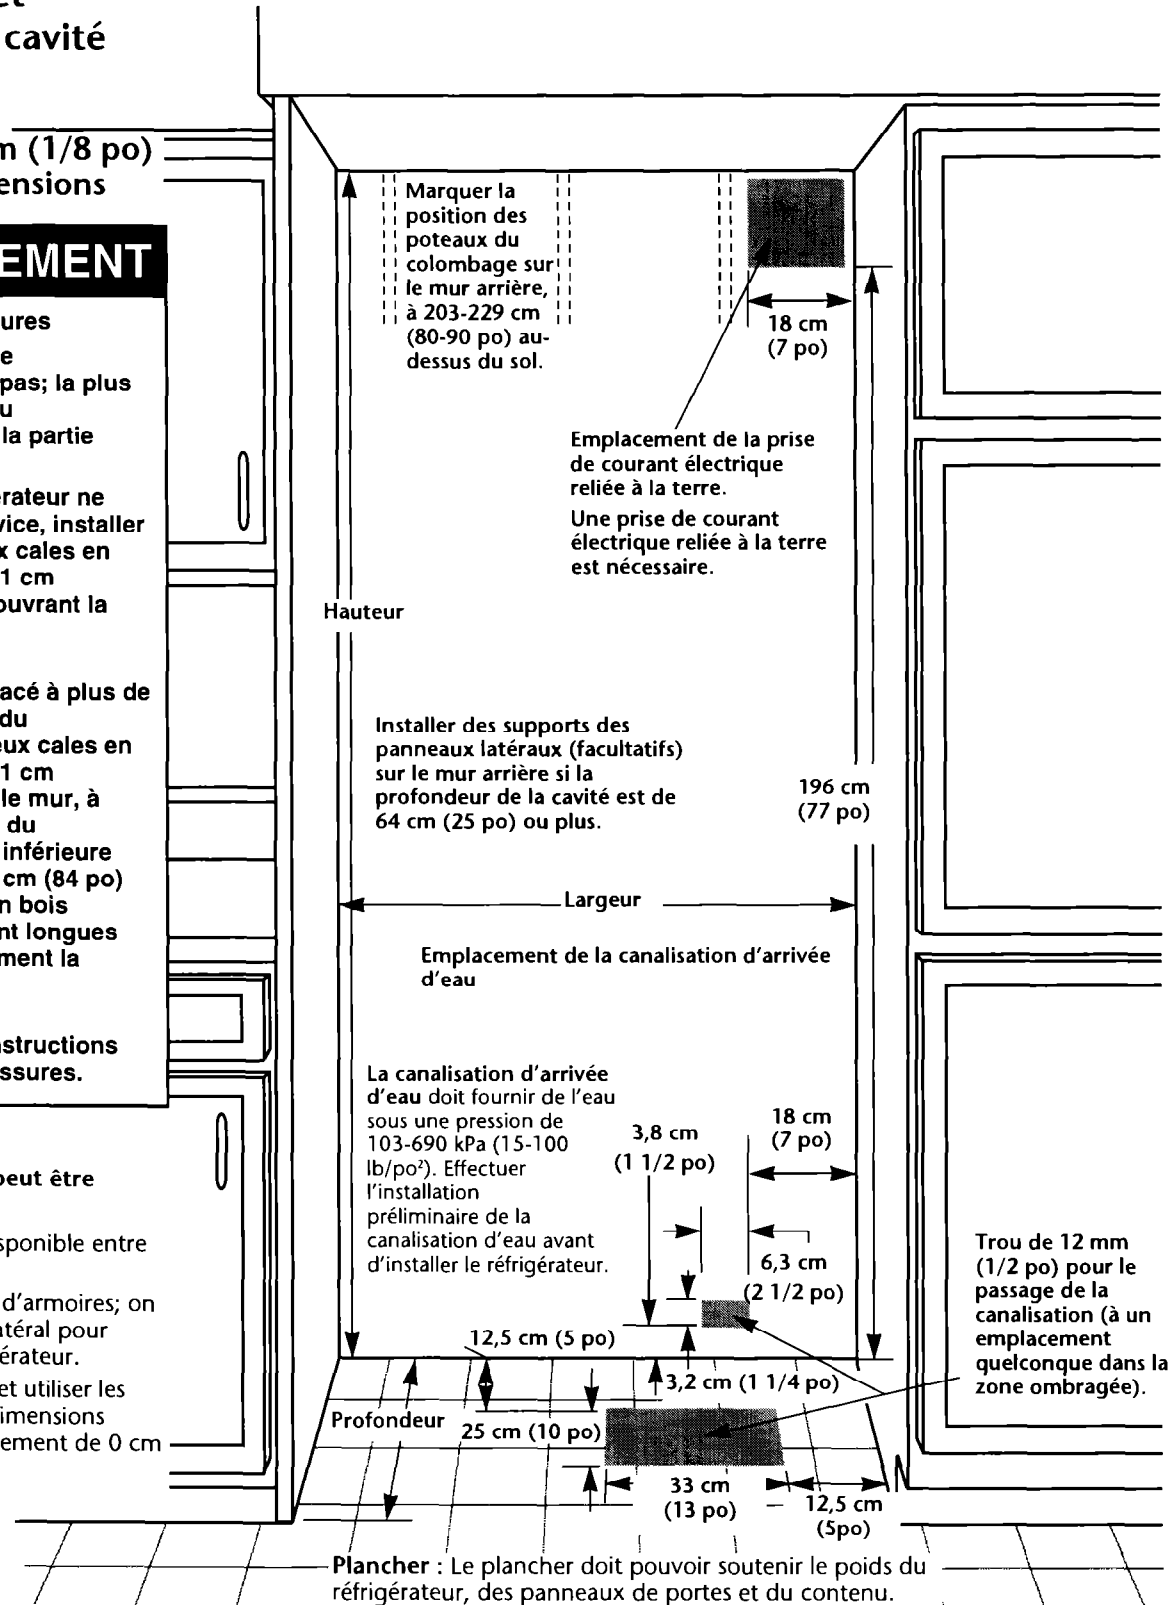 et
cavité
m (1/8 po)
ensions
EMENT
ures
e
pas; la plus
u
la partie
érateur ne
vice, installer
x cales en
1 cm
ouvrant la
acé à plus de
du
eux cales en
1 cm
le mur, à
du
inférieure
cm (84 po)
n bois
nt longues
ment la
nstructions
ssures.
peut être
sponible entre
d'armoires; on
atéral pour
érateur.
et utiliser les
imensions
ement de 0 cm
Marquer la
position des
poteaux du
colombage sur
le mur arrière,
à 203-229 cm
(80-90 po) au-
dessus du sol.
18 cm
(7 po)
Emplacement de la prise
de courant électrique
reliée à la terre.
Une prise de courant
électrique reliée à la terre
est nécessaire.
Hauteur
Installer des supports des
panneaux latéraux (facultatifs)
sur le mur arrière si la
profondeur de la cavité est de
64 cm (25 po) ou plus.
196 cm
(77 po)
Largeur
Emplacement de la canalisation d'arrivée
d'eau
La canalisation d'arrivée
d'eau doit fournir de l'eau
sous une pression de
103-690 kPa (15-100
lb/po²). Effectuer
l'installation
préliminaire de la
canalisation d'eau avant
d'installer le réfrigérateur.
3,8 cm
(1 1/2 po)
18 cm
(7 po)
6,3 cm
(2 1/2 po)
Trou de 12 mm
(1/2 po) pour le
passage de la
canalisation (à un
emplacement
quelconque dans la
zone ombragée).
12,5 cm (5 po)
3,2 cm (1 1/4 po)
Profondeur
25 cm (10 po)
33 cm
(13 po)
12,5 cm
(5po)
Plancher : Le plancher doit pouvoir soutenir le poids du
réfrigérateur, des panneaux de portes et du contenu.